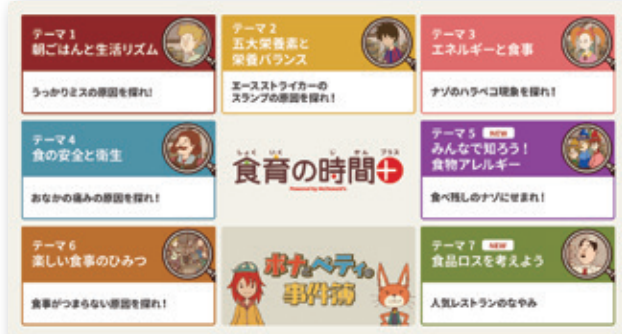 テーマ 1
朝ごはんと生活リズム
うっかりミスの原因を探れ!
テーマ 2
五大栄養素と
栄養バランス
エースストライカーの
スランプの原因を探れ!
テーマ 3
エネルギーと食事
ナゾのハラペコ現象を探れ!
テーマ 4
食の安全と衛生
おなかの痛みの原因を探れ!
しょく いく じ かん プラス
食育の時間+
Powered by McDonald's
テーマ 5 NEW
みんなで知ろう!
食物アレルギー
食べ残しのナゾにせまれ!
テーマ 6
楽しい食事のひみつ
食事がつまらない原因を探れ!
ボナとペティの
事件簿
テーマ 7 NEW
食品ロスを考えよう
人気レストランのなやみ